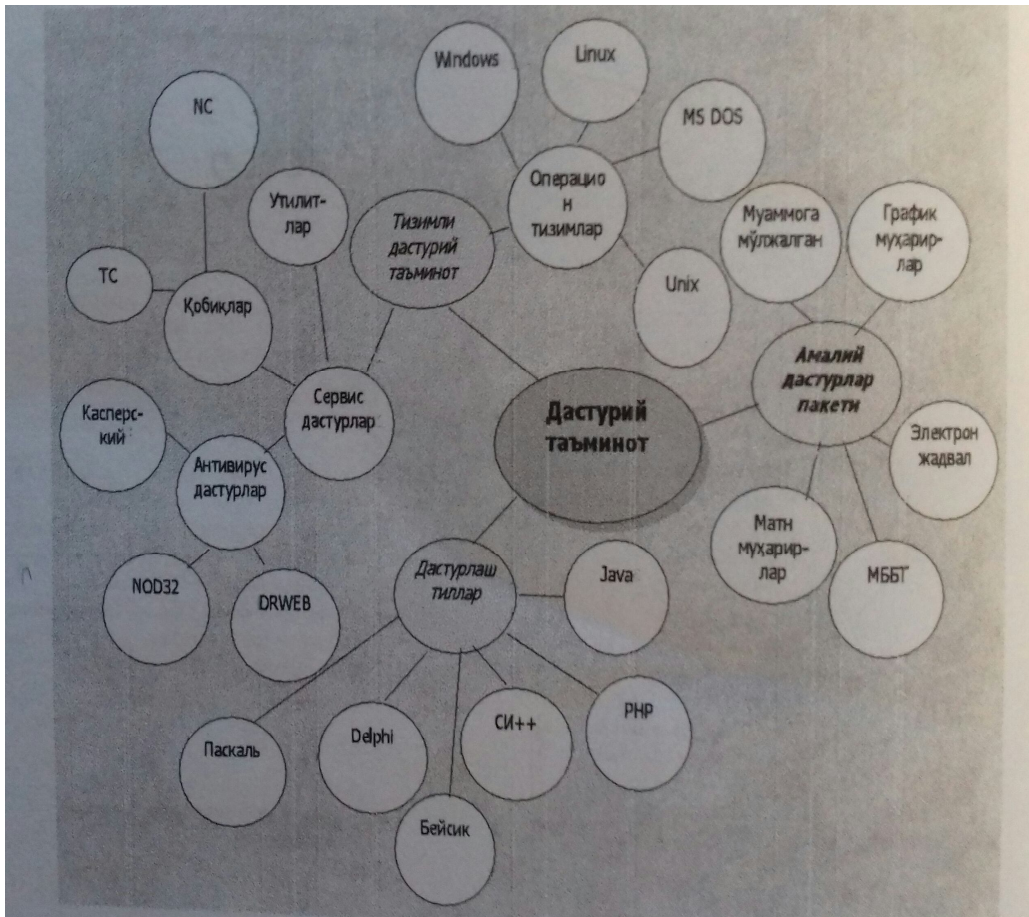 Windows
Linux
NC
MS DOS
Утилит-
лар
Операцио
н
тизимлар
Тизимли
дастурий
таъминот
Муаммога
мўлжалган
График
муҳарир-
лар
ТС
Қобиқлар
Unix
Амалий
дастурлар
пакети
Сервис
дастурлар
Дастурий
таъминот
Касперс-
кий
Электрон
жадвал
Антивирус
дастурлар
Матн
муҳарир-
лар
МББТ
NOD32
DRWEB
Дастурлаш
тиллар
Java
Паскаль
Delphi
СИ++
PHP
Бейсик